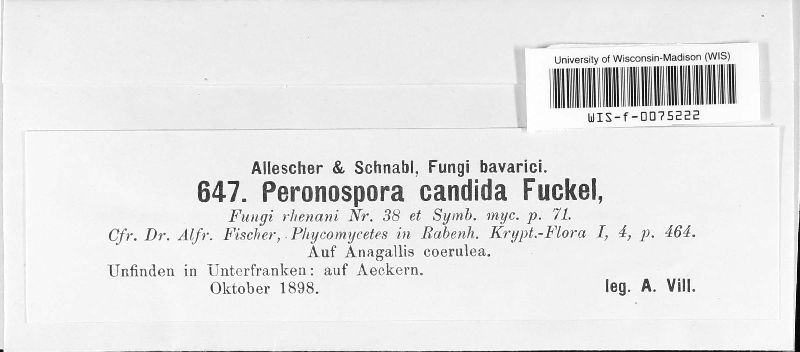 University of Wisconsin-Madison (WIS)
WIS-f-0075222
Allescher & Schnabl, Fungi bavarici.
647. Peronospora candida Fuckel,
Fungi rhenani Nr. 38 et Symb. myc. p. 71.
Cfr. Dr. Alfr. Fischer, Phycomycetes in Rabenh. Krypt.-Flora I, 4, p. 464.
Auf Anagallis coerulea.
Unfinden in Unterfranken: auf Aeckern.
Oktober 1898. leg. A. Vill.